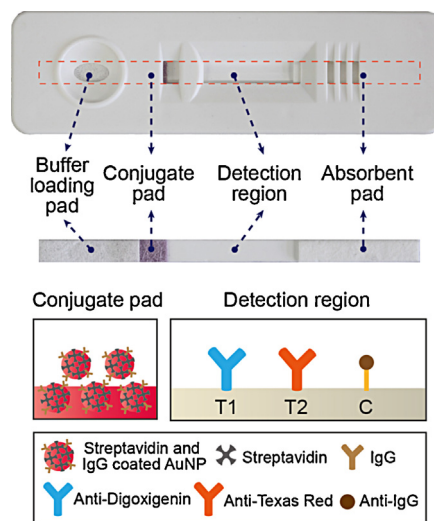 Buffer loading pad
Conjugate pad
Detection region
Absorbent pad
Conjugate pad
Detection region
T1
T2
C
Streptavidin and IgG coated AuNP
Streptavidin
IgG
Anti-Digoxigenin
Anti-Texas Red
Anti-IgG